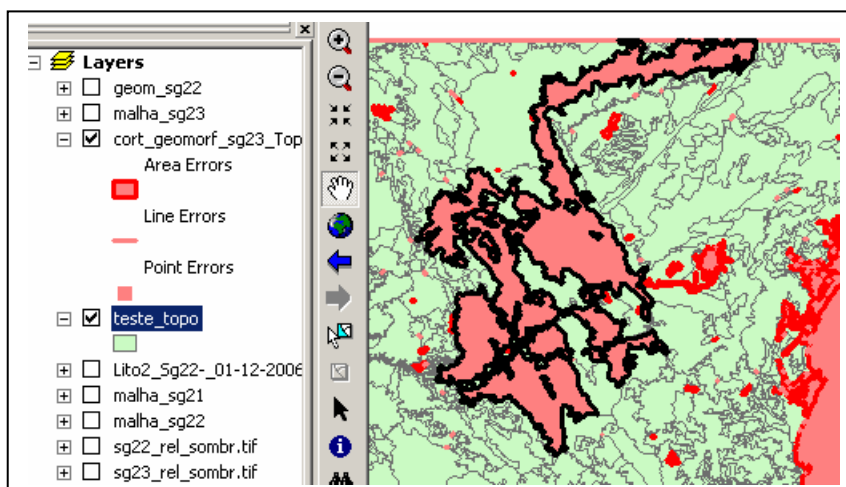 Layers
geom_sg22
malha_sg23
cort_geomorf_sg23_Top
Area Errors
Line Errors
Point Errors
teste_topo
Lito2_Sg22-_01-12-2006
malha_sg21
malha_sg22
sg22_rel_sombr.tif
sg23_rel_sombr.tif